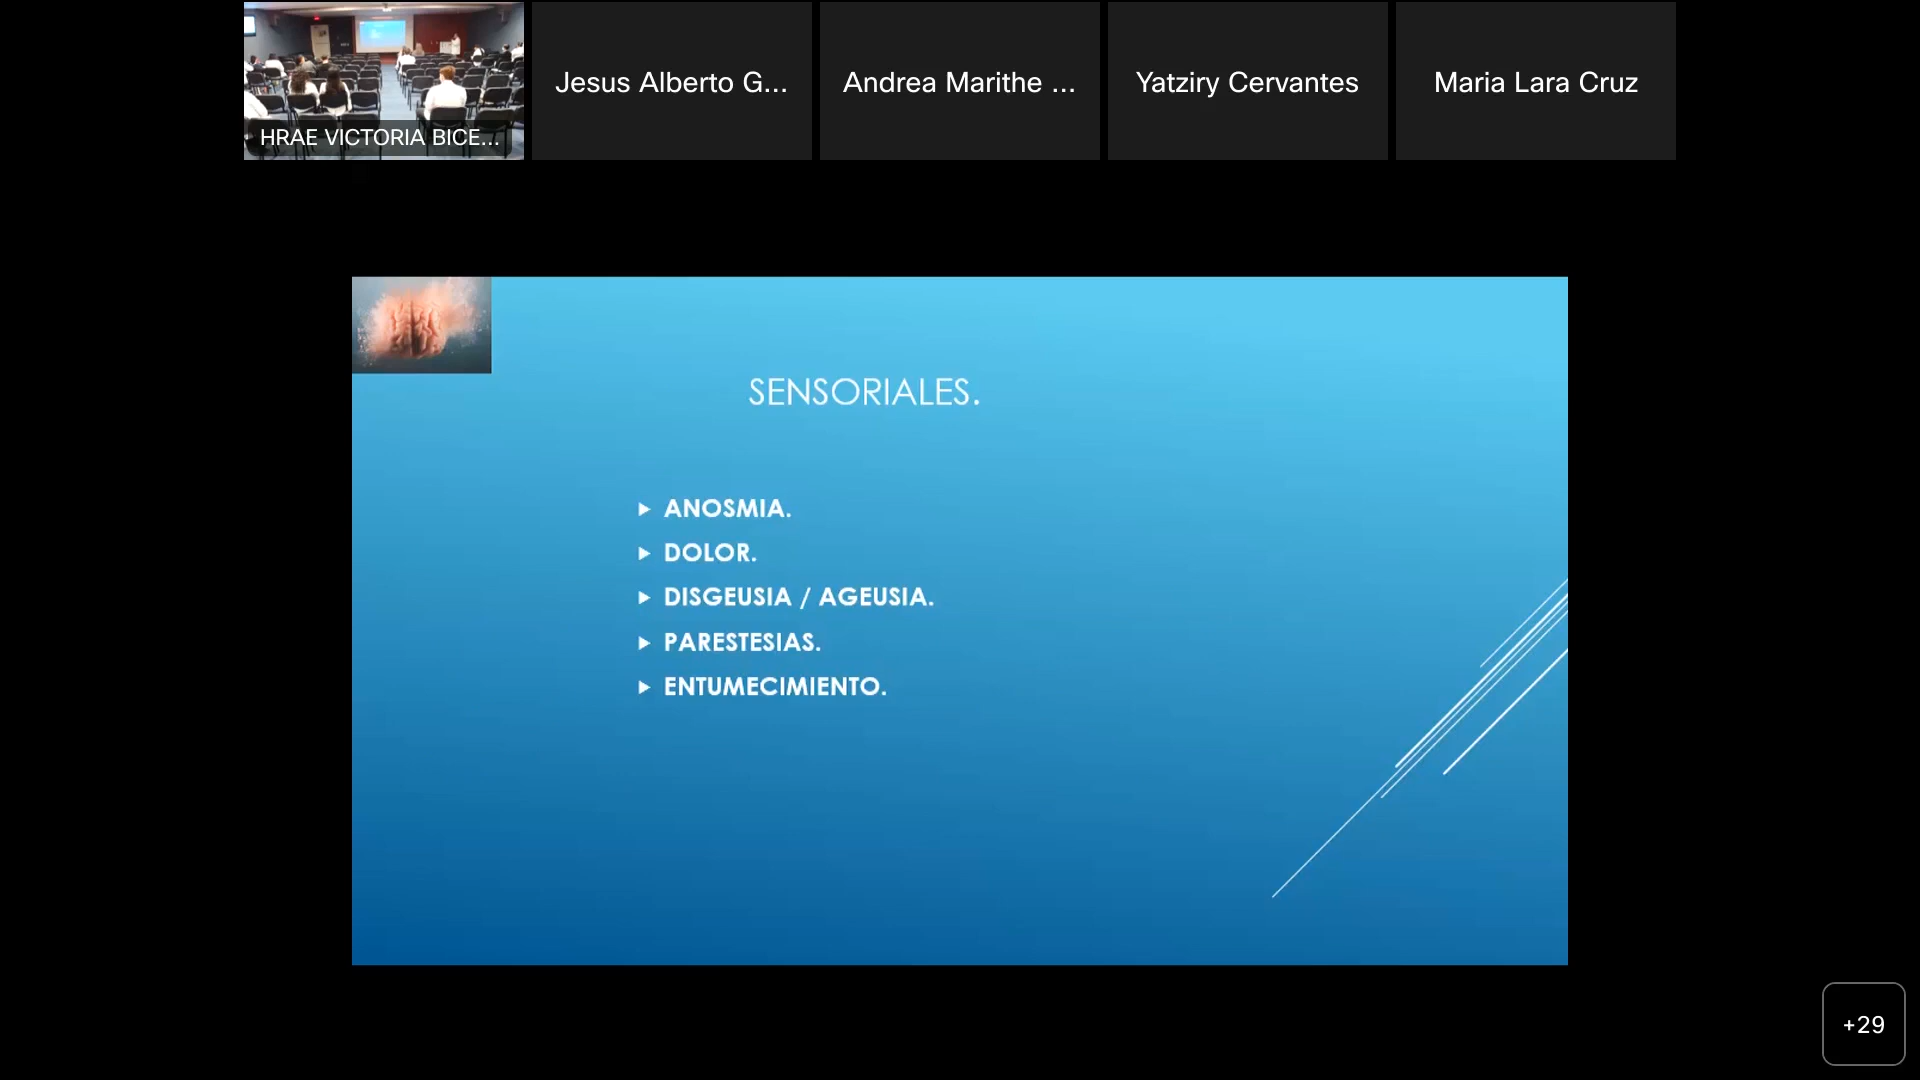 HRAE VICTORIA BICE...
Jesus Alberto G...
Andrea Marithe ...
Yatziry Cervantes
Maria Lara Cruz
SENSORIALES.
ANOSMIA.
DOLOR.
DISGEUSIA / AGEUSIA.
PARESTESIAS.
ENTUMECIMIENTO.
+29